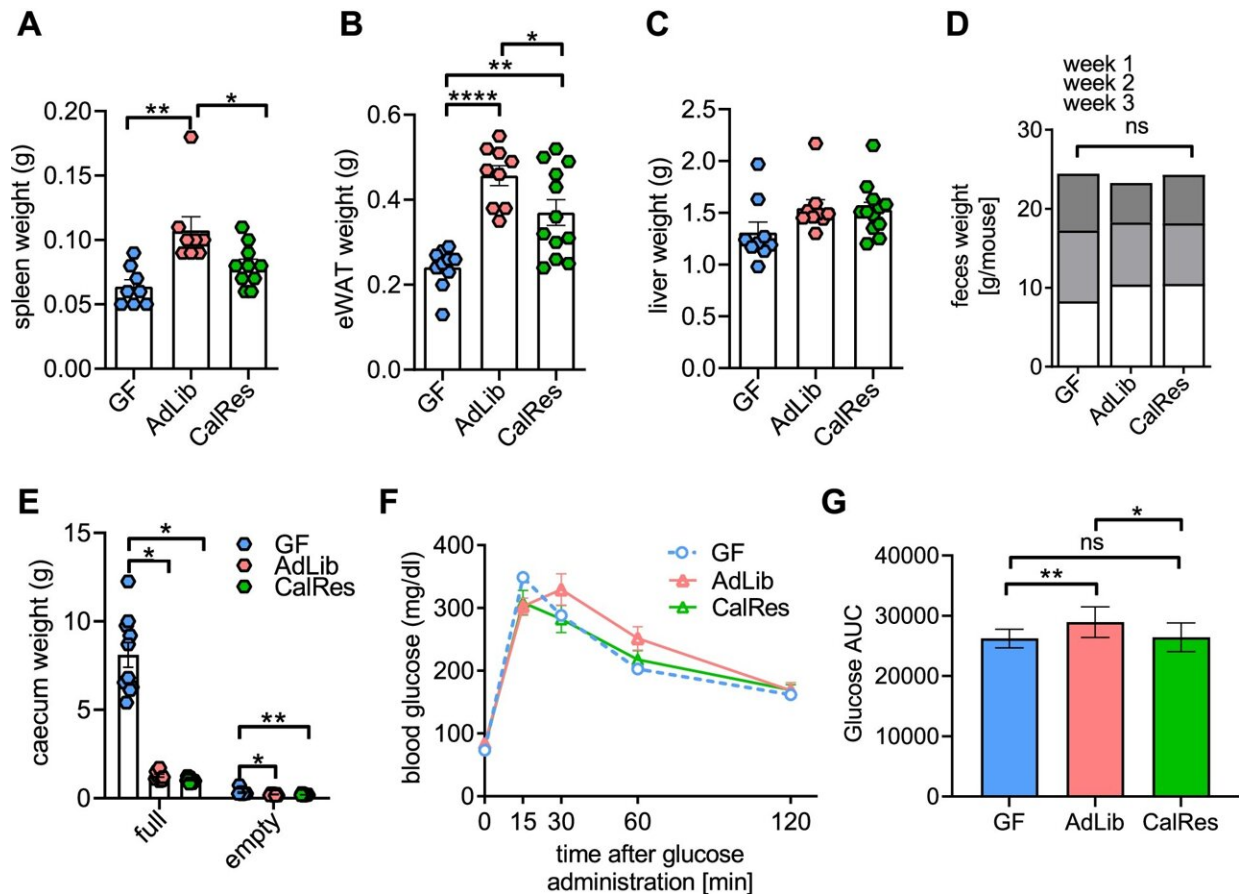 A
spleen weight (g)
0.20
0.15
0.10
0.05
0.00
**
*
GF
AdLib
CalRes
B
eWAT weight (g)
0.6
0.4
0.2
0.0
*
**
****
GF
AdLib
CalRes
C
liver weight (g)
2.5
2.0
1.5
1.0
0.5
0.0
GF
AdLib
CalRes
D
week 1
week 2
week 3
feces weight
[g/mouse]
30
20
10
0
ns
GF
AdLib
CalRes
E
caecum weight (g)
15
10
5
0
*
*
**
*
GF
AdLib
CalRes
full
empty
F
blood glucose (mg/dl)
400
300
200
100
0
GF
AdLib
CalRes
0 15 30 60 120
time after glucose
administration [min]
G
Glucose AUC
40000
30000
20000
10000
0
*
ns
**
GF AdLib CalRes